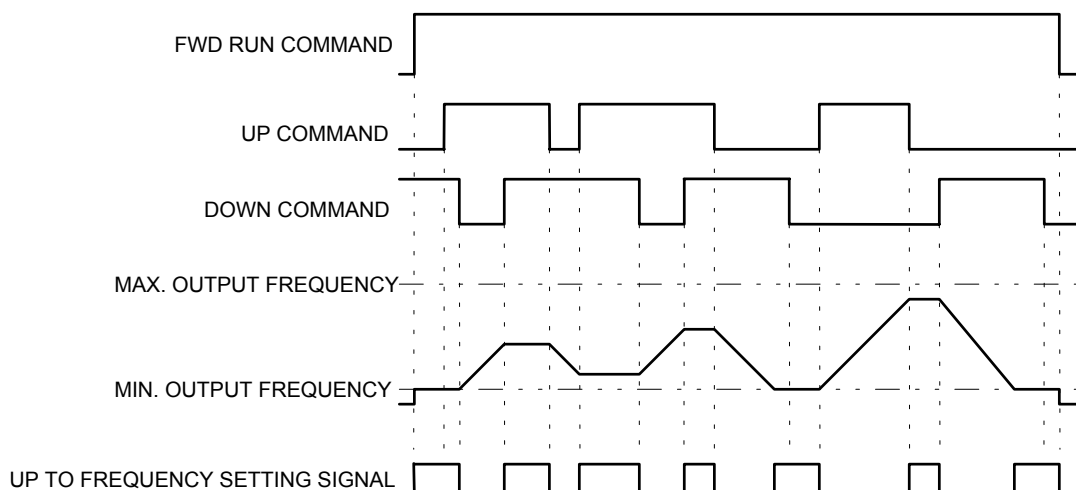 FWD RUN COMMAND
UP COMMAND
DOWN COMMAND
MAX. OUTPUT FREQUENCY
MIN. OUTPUT FREQUENCY
UP TO FREQUENCY SETTING SIGNAL